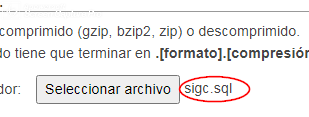 comprimido (gzip, bzip2, zip) o descomprimido.
do tiene que terminar en .[formato].[compresión
dor: Seleccionar archivo sigc.sql